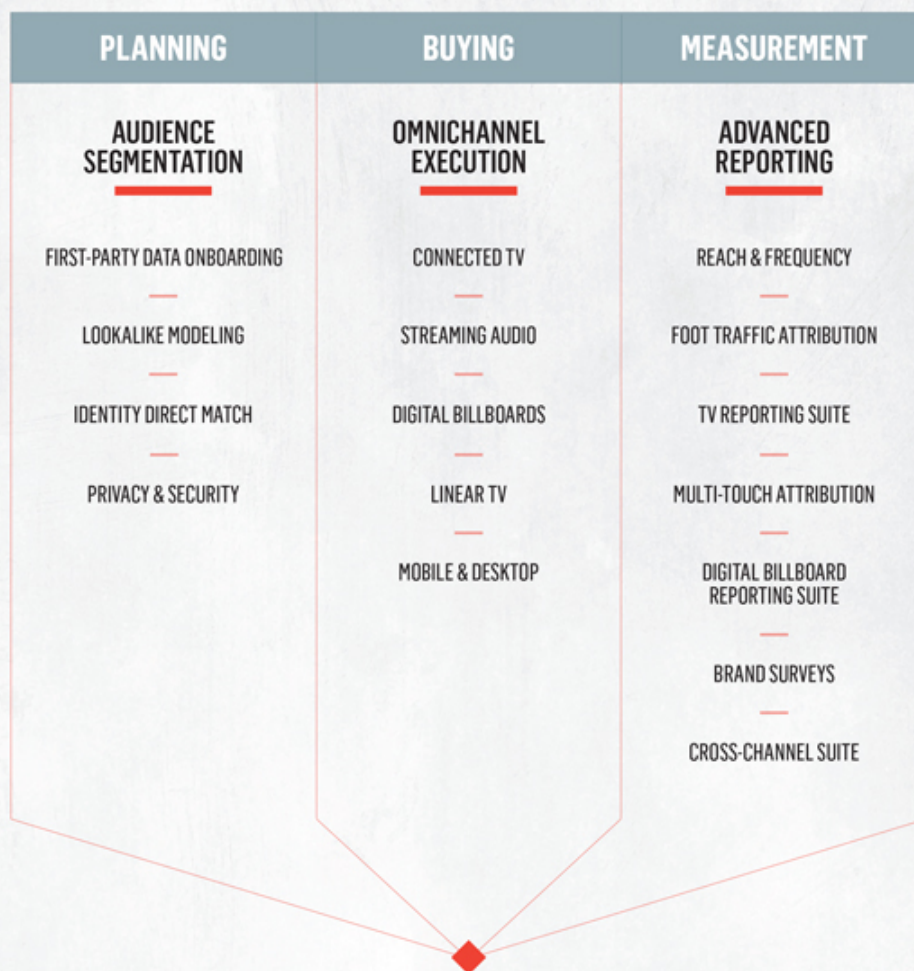 PLANNING
BUYING
MEASUREMENT
AUDIENCE
SEGMENTATION
FIRST-PARTY DATA ONBOARDING
LOOKALIKE MODELING
IDENTITY DIRECT MATCH
PRIVACY & SECURITY
OMNICHANNEL
EXECUTION
CONNECTED TV
STREAMING AUDIO
DIGITAL BILLBOARDS
LINEAR TV
MOBILE & DESKTOP
ADVANCED
REPORTING
REACH & FREQUENCY
FOOT TRAFFIC ATTRIBUTION
TV REPORTING SUITE
MULTI-TOUCH ATTRIBUTION
DIGITAL BILLBOARD
REPORTING SUITE
BRAND SURVEYS
CROSS-CHANNEL SUITE